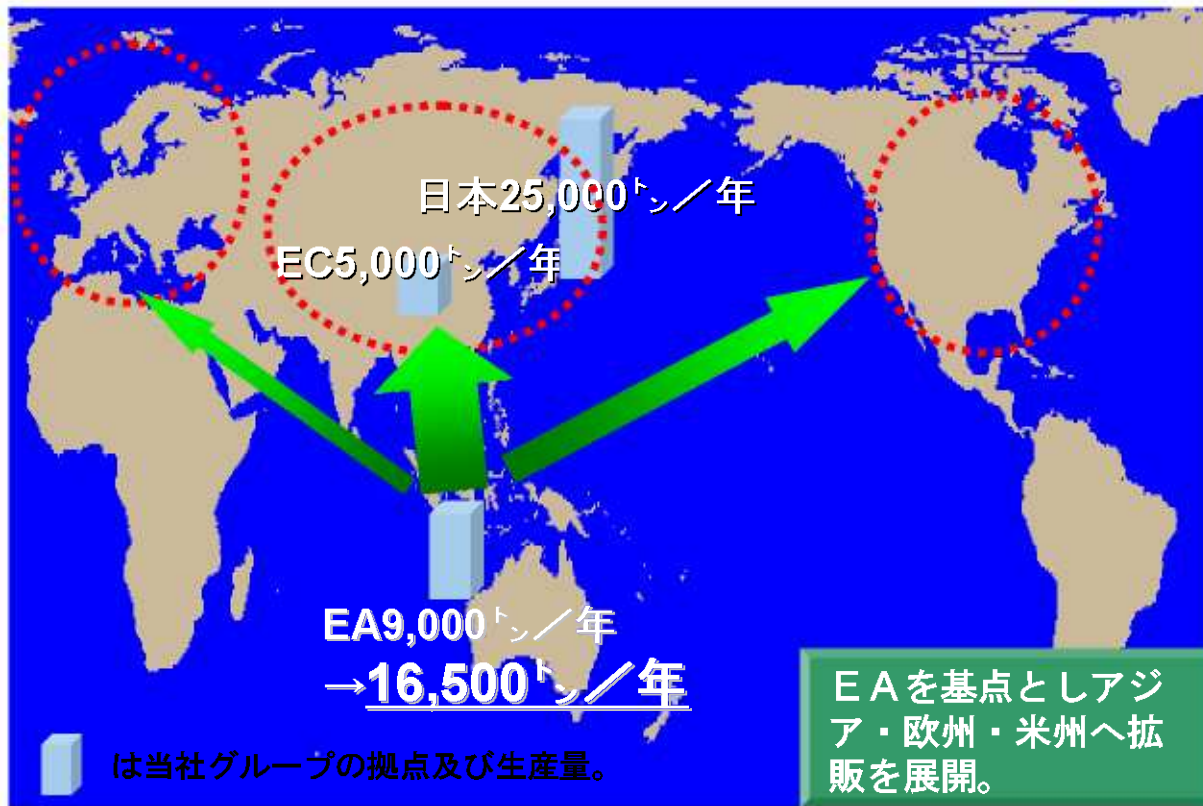 日本25,000トン／年
EC5,000トン／年
EA9,000トン／年
→16,500トン／年
ＥＡを基点としアジ
ア・欧州・米州へ拡
販を展開。
は当社グループの拠点及び生産量。